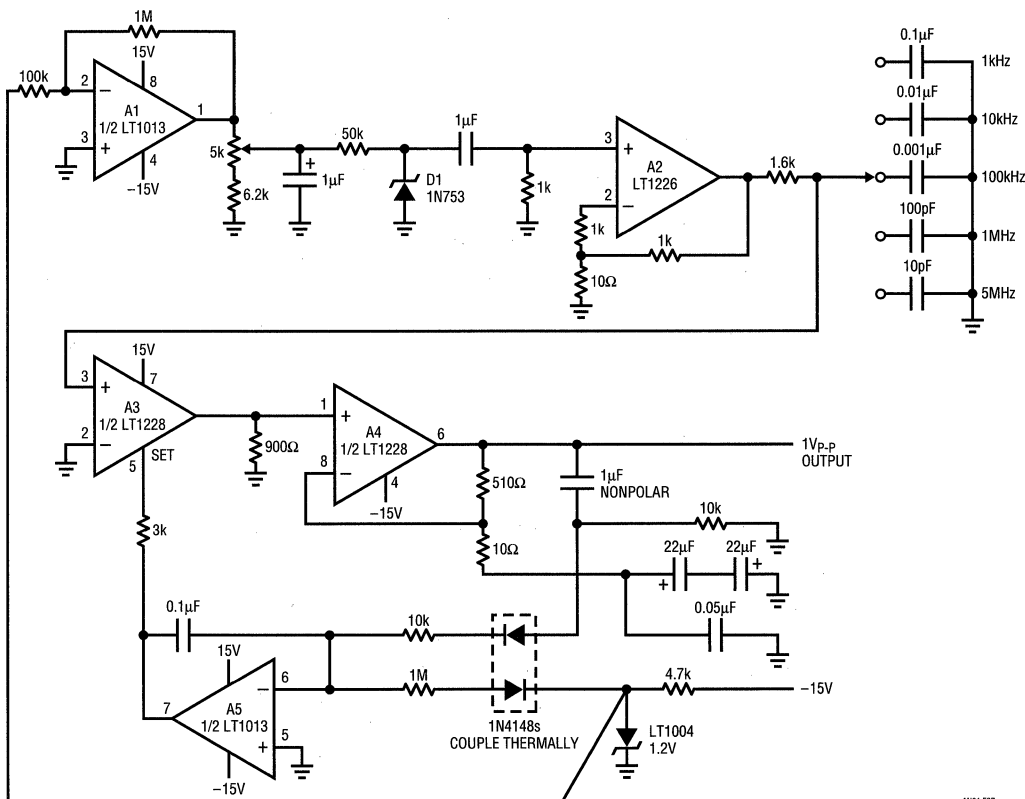 1M
15V
100k
2
−
8
A1
1/2 LT1013
1
3
+
4
−15V
5k
6.2k
+
1µF
50k
D1
1N753
1µF
1k
3
+
A2
LT1226
2
−
1k
1k
10Ω
1.6k
0.1µF
1kHz
0.01µF
10kHz
0.001µF
100kHz
100pF
1MHz
10pF
5MHz
15V
3
+
7
A3
1/2 LT1228
2
−
5
SET
900Ω
3k
1
+
A4
1/2 LT1228
6
8
−
4
−15V
510Ω
10Ω
1µF
NONPOLAR
1VP-P
OUTPUT
10k
22µF
22µF
+
+
0.05µF
0.1µF
10k
1M
1N4148s
COUPLE THERMALLY
4.7k
−15V
LT1004
1.2V
15V
−
6
A5
1/2 LT1013
7
+
5
−15V